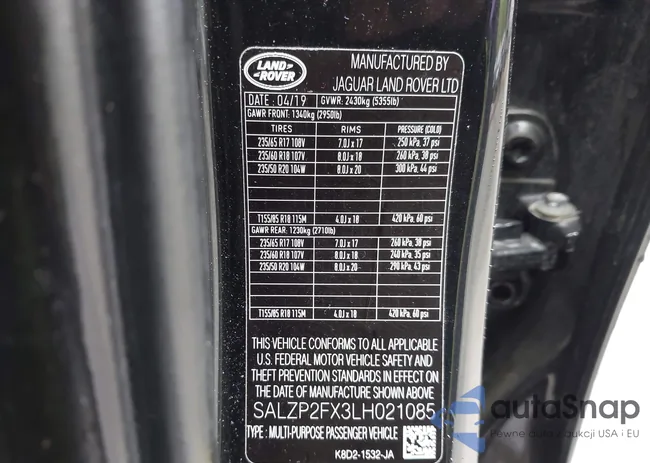 LAND-
-ROVER
MANUFACTURED BY
JAGUAR LAND ROVER LTD
DATE : 04/19 GVWR: 2430kg (5355lb)
GAWR FRONT: 1340kg (2950lb)
TIRES RIMS PRESSURE (COLD)
235/65 R17 108V 7.0J x 17 250 kPa, 37 psi
235/60 R18 107V 8.0J x 18 260 kPa, 38 psi
235/50 R20 104W 8.0J x 20 300 kPa, 44 psi
T155/85 R18 115M 4.0J x 18 420 kPa, 60 psi
GAWR REAR: 1230kg (2710lb)
235/65 R17 108V 7.0J x 17 260 kPa, 38 psi
235/60 R18 107V 8.0J x 18 240 kPa, 35 psi
235/50 R20 104W 8.0J x 20 290 kPa, 43 psi
T155/85 R18 115M 4.0J x 18 420 kPa, 60 psi
THIS VEHICLE CONFORMS TO ALL APPLICABLE
U.S. FEDERAL MOTOR VEHICLE SAFETY AND
THEFT PREVENTION STANDARDS IN EFFECT ON
THE DATE OF MANUFACTURE SHOWN ABOVE
SALZP2FX3LH021085
TYPE : MULTI-PURPOSE PASSENGER VEHICLE
K8D2-1532-JA
autoSnap
Pewne auta z aukcji USA i EU